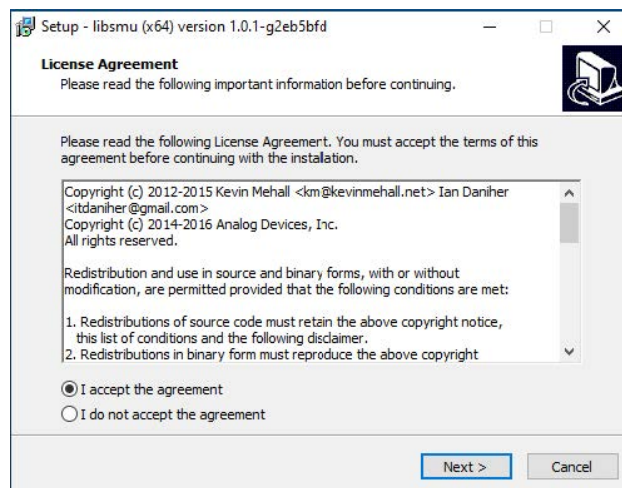 Setup - libsmu (x64) version 1.0.1-g2eb5bfd
License Agreement
Please read the following important information before continuing.
Please read the following License Agreement. You must accept the terms of this
agreement before continuing with the installation.
Copyright (c) 2012-2015 Kevin Mehall <km@kevinmehall.net> Ian Daniher
<itdaniher@gmail.com>
Copyright (c) 2014-2016 Analog Devices, Inc.
All rights reserved.
Redistribution and use in source and binary forms, with or without
modification, are permitted provided that the following conditions are met:
1. Redistributions of source code must retain the above copyright notice,
this list of conditions and the following disclaimer.
2. Redistributions in binary form must reproduce the above copyright
I accept the agreement
I do not accept the agreement
Next >
Cancel